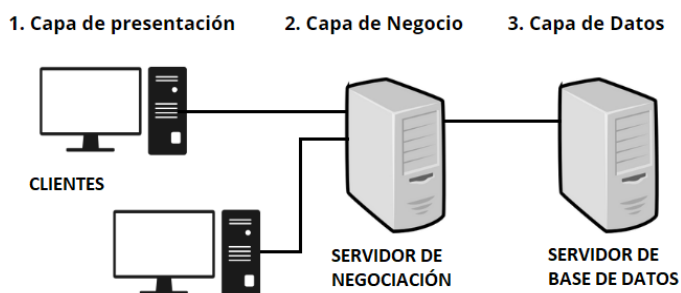 1. Capa de presentación
2. Capa de Negocio
3. Capa de Datos
CLIENTES
SERVIDOR DE
NEGOCIACIÓN
SERVIDOR DE
BASE DE DATOS